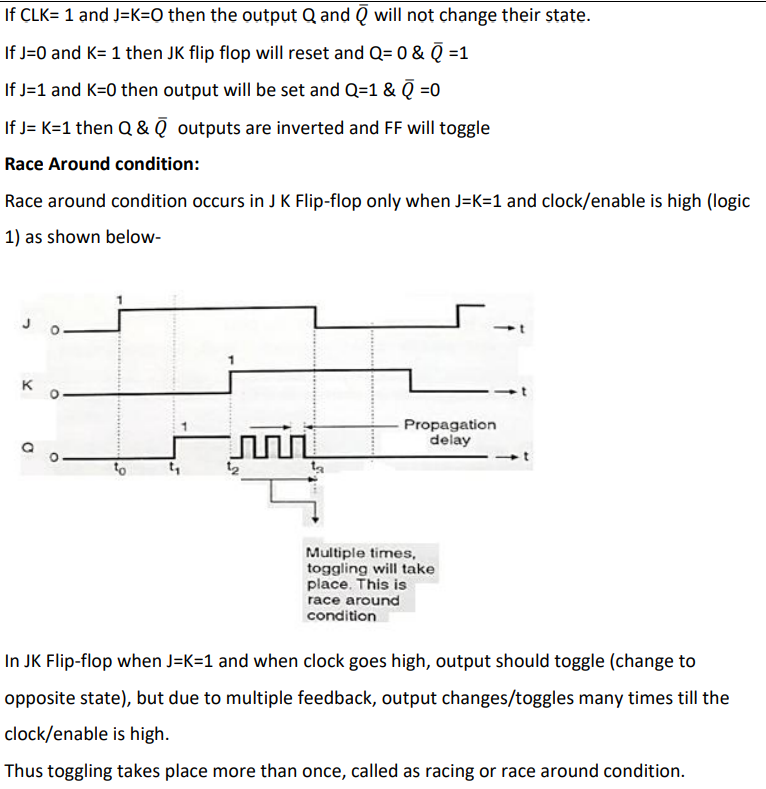 If CLK= 1 and J=K=O then the output Q and Q̅ will not change their state.
If J=0 and K= 1 then JK flip flop will reset and Q= 0 & Q̅ =1
If J=1 and K=0 then output will be set and Q=1 & Q̅ =0
If J= K=1 then Q & Q̅ outputs are inverted and FF will toggle
Race Around condition:
Race around condition occurs in J K Flip-flop only when J=K=1 and clock/enable is high (logic
1) as shown below-
1
J
0
t
1
K
0
t
1
Propagation
delay
Q
0
t
t0
t1
t2
t3
Multiple times,
toggling will take
place. This is
race around
condition
In JK Flip-flop when J=K=1 and when clock goes high, output should toggle (change to
opposite state), but due to multiple feedback, output changes/toggles many times till the
clock/enable is high.
Thus toggling takes place more than once, called as racing or race around condition.